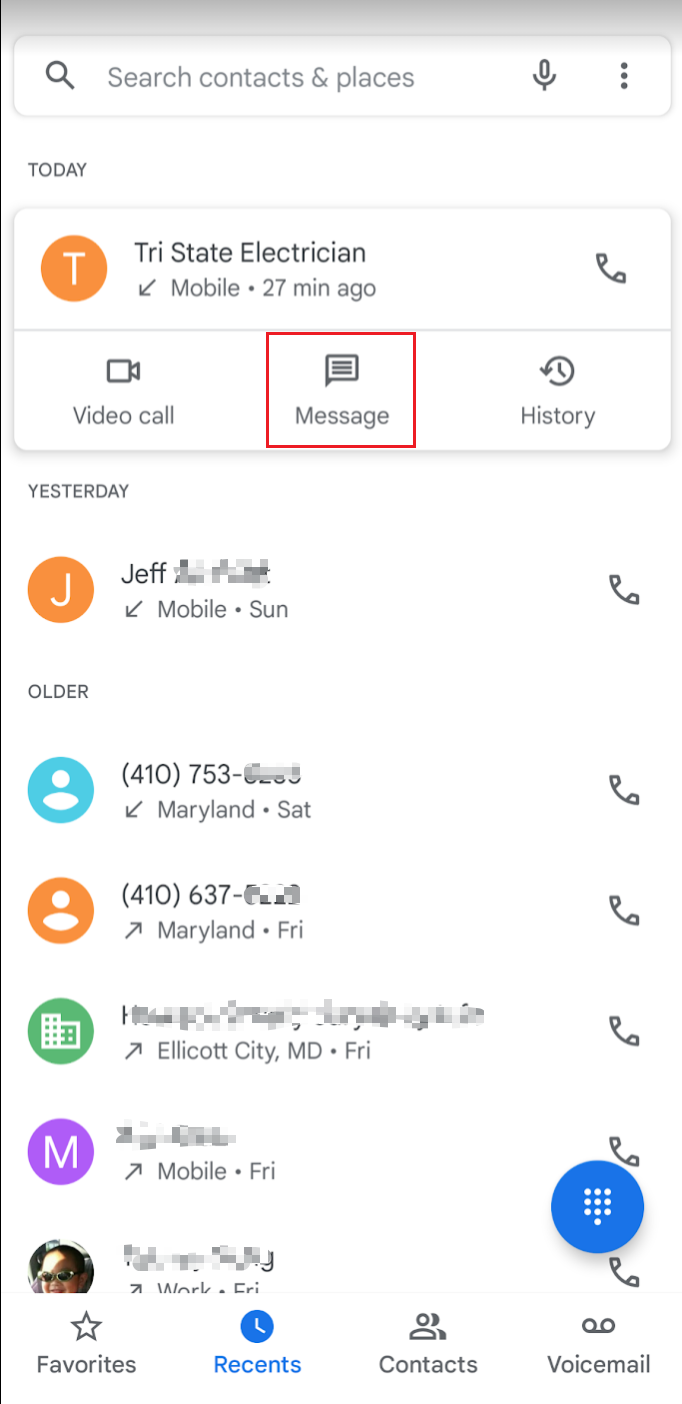 Search contacts & places
TODAY
T
Tri State Electrician
Mobile • 27 min ago
Video call
Message
History
YESTERDAY
J
Jeff
Mobile • Sun
OLDER
(410) 753-
Maryland • Sat
(410) 637-
Maryland • Fri
Ellicott City, MD • Fri
M
Mobile • Fri
Work • Fri
Favorites
Recents
Contacts
Voicemail